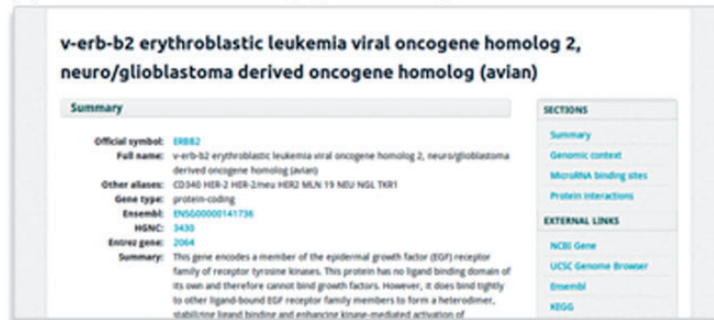 v-erb-b2 erythroblastic leukemia viral oncogene homolog 2,
neuro/glioblastoma derived oncogene homolog (avian)
Summary
Official symbol: ERBB2
Full name: v-erb-b2 erythroblastic leukemia viral oncogene homolog 2, neuro/glioblastoma
derived oncogene homolog (avian)
Other aliases: CD340 HER-2 HER-2/neu HER2 MLN 19 NEU NGL TKR1
Gene type: protein-coding
Ensembl: ENSG00000141736
HGNC: 3430
Entrez gene: 2064
Summary: This gene encodes a member of the epidermal growth factor (EGF) receptor
family of receptor tyrosine kinases. This protein has no ligand binding domain of
its own and therefore cannot bind growth factors. However, it does bind tightly
to other ligand-bound EGF receptor family members to form a heterodimer,
stabilizing ligand binding and enhancing kinase-mediated activation of
SECTIONS
Summary
Genomic context
MicroRNA binding sites
Protein interactions
EXTERNAL LINKS
NCBI Gene
UCSC Genome Browser
Ensembl
KEGG